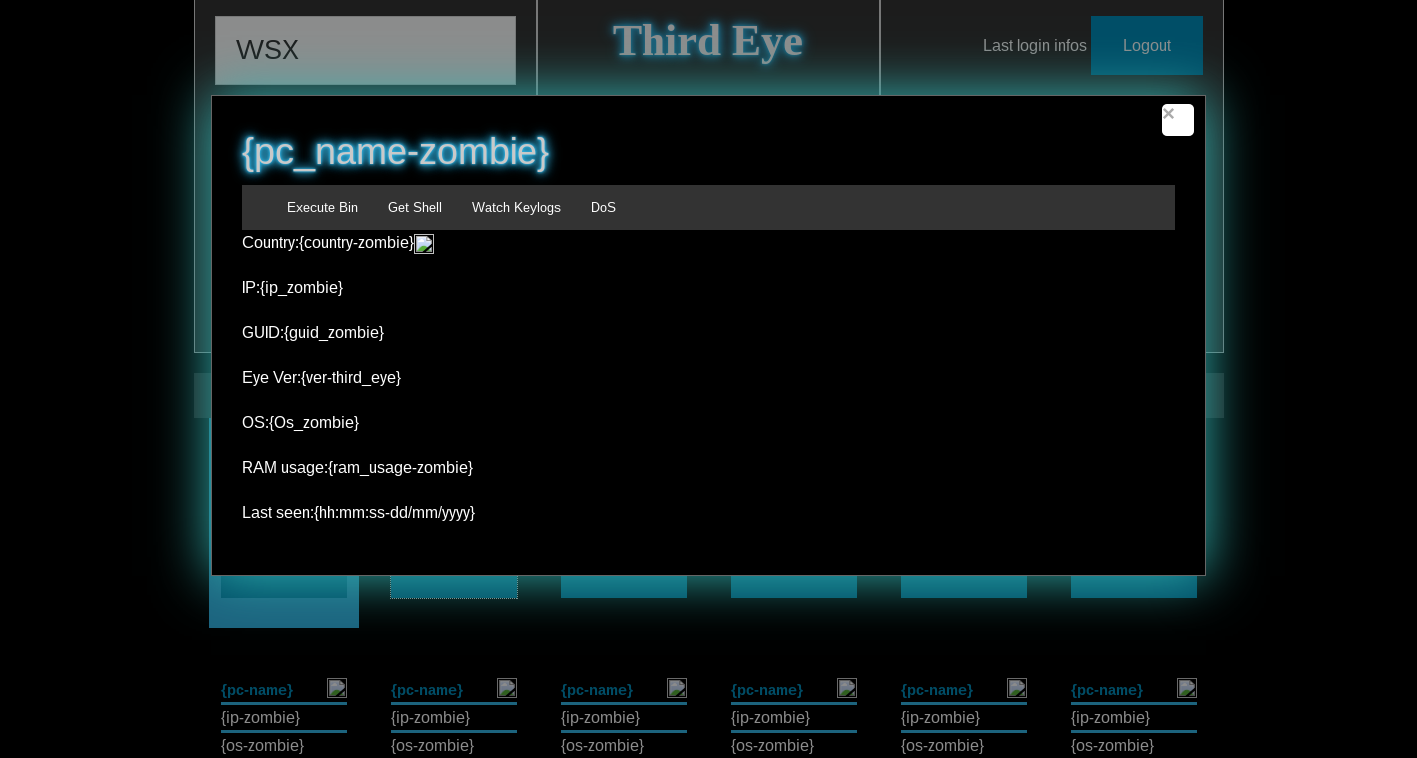 WSX
Third Eye
Last login infos Logout
×
{pc_name-zombie}
Execute Bin Get Shell Watch Keylogs DoS
Country:{country-zombie}
IP:{ip_zombie}
GUID:{guid_zombie}
Eye Ver:{ver-third_eye}
OS:{Os_zombie}
RAM usage:{ram_usage-zombie}
Last seen:{hh:mm:ss-dd/mm/yyyy}
{pc-name} {pc-name} {pc-name} {pc-name} {pc-name} {pc-name}
{ip-zombie} {ip-zombie} {ip-zombie} {ip-zombie} {ip-zombie} {ip-zombie}
{os-zombie} {os-zombie} {os-zombie} {os-zombie} {os-zombie} {os-zombie}